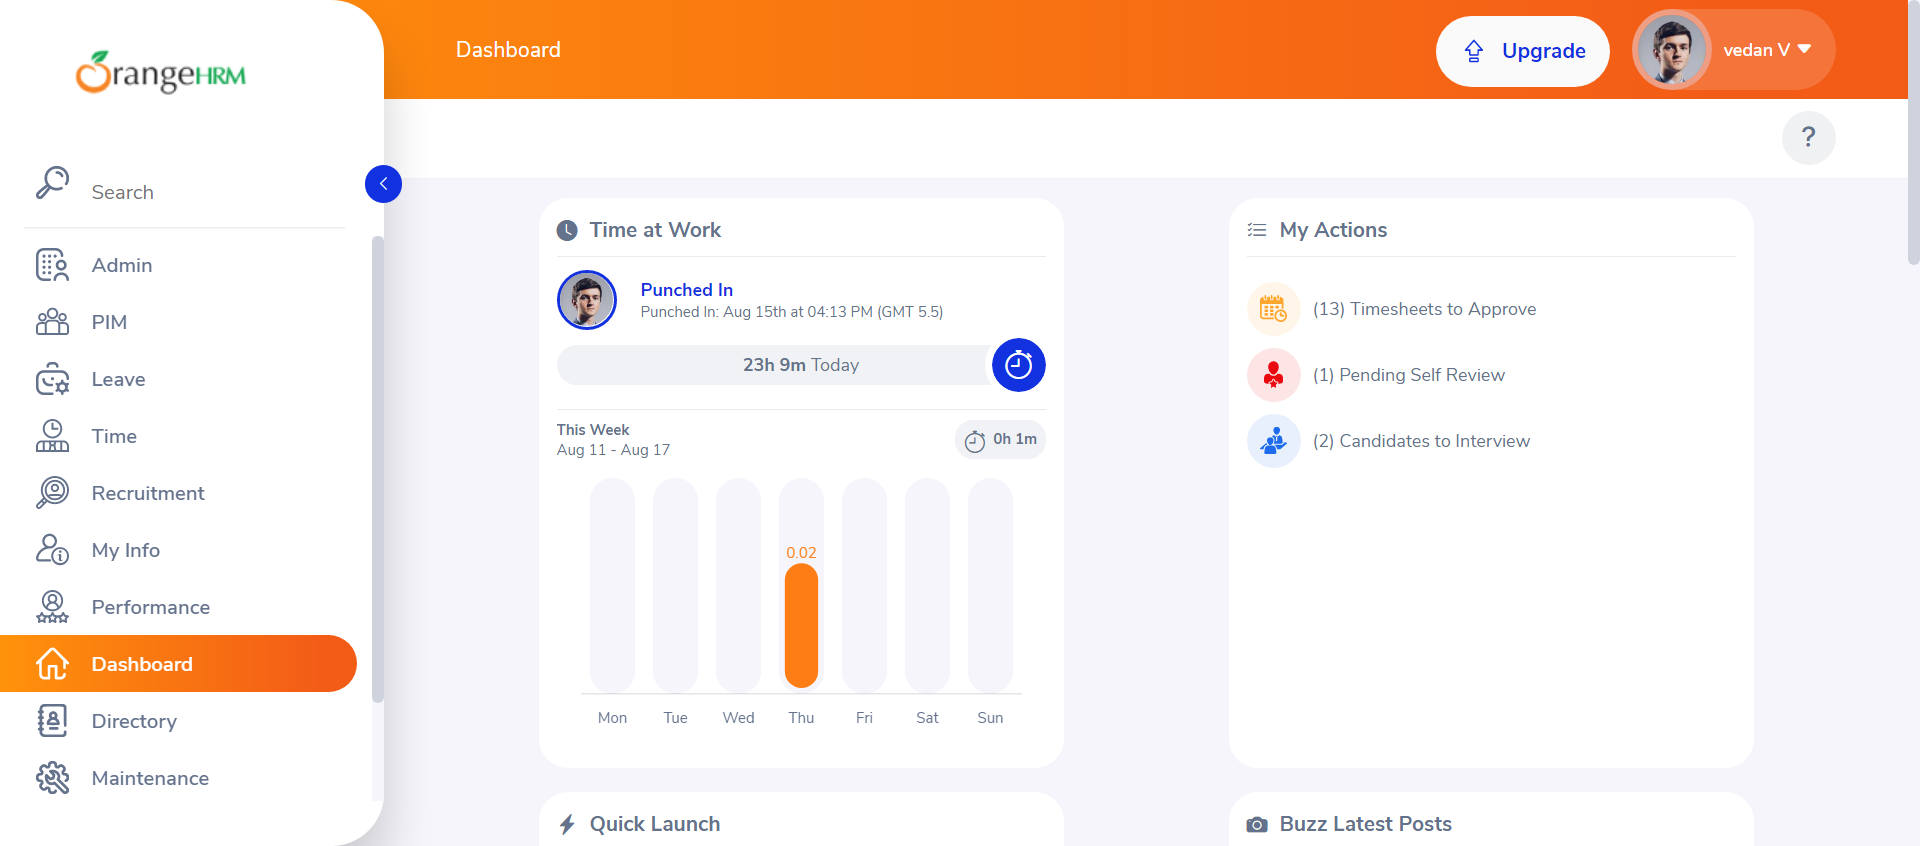 OrangeHRM
Search
Admin
PIM
Leave
Time
Recruitment
My Info
Performance
Dashboard
Directory
Maintenance
Dashboard
Upgrade
vedan V
?
Time at Work
Punched In
Punched In: Aug 15th at 04:13 PM (GMT 5.5)
23h 9m Today
This Week
Aug 11 - Aug 17
0h 1m
0.02
Mon Tue Wed Thu Fri Sat Sun
My Actions
(13) Timesheets to Approve
(1) Pending Self Review
(2) Candidates to Interview
Quick Launch
Buzz Latest Posts